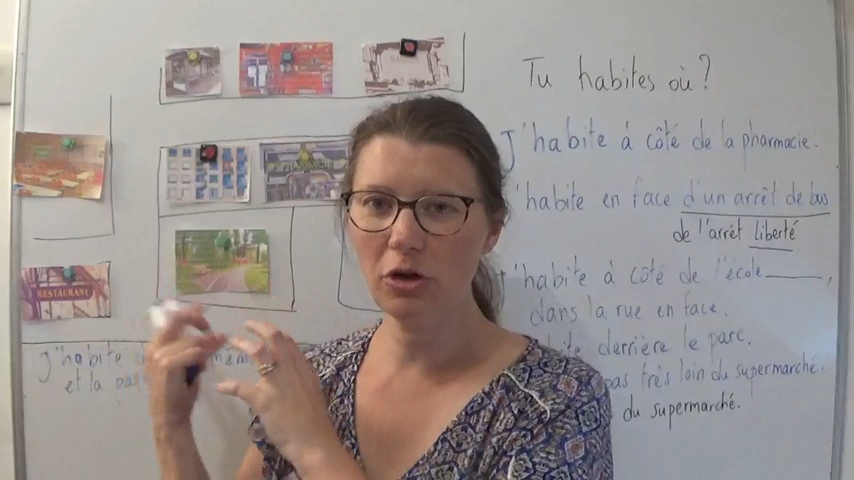 Tu habites où?
J'habite à côté de la pharmacie.
'habite en face d'un arrêt de bus
de l'arrêt Liberté
'habite à côté de l'école ,
dans la rue en face.
derrière le parc.
pas très loin du supermarché.
du supermarché.
PHARMACIE
RESTAURANT
J'habite
et la